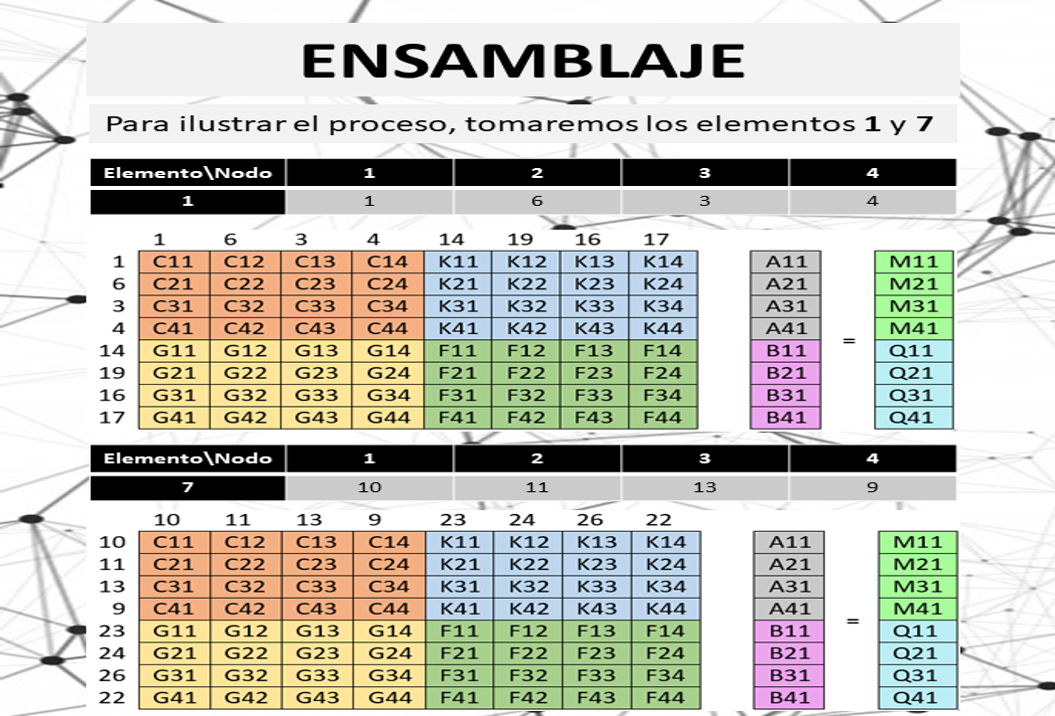 ENSAMBLAJE
Para ilustrar el proceso, tomaremos los elementos 1 y 7
Elemento\Nodo 1 2 3 4
1 1 6 3 4
1 6 3 4 14 19 16 17
1 C11 C12 C13 C14 K11 K12 K13 K14 A11 M11
6 C21 C22 C23 C24 K21 K22 K23 K24 A21 M21
3 C31 C32 C33 C34 K31 K32 K33 K34 A31 M31
4 C41 C42 C43 C44 K41 K42 K43 K44 A41 = M41
14 G11 G12 G13 G14 F11 F12 F13 F14 B11 Q11
19 G21 G22 G23 G24 F21 F22 F23 F24 B21 Q21
16 G31 G32 G33 G34 F31 F32 F33 F34 B31 Q31
17 G41 G42 G43 G44 F41 F42 F43 F44 B41 Q41
Elemento\Nodo 1 2 3 4
7 10 11 13 9
10 11 13 9 23 24 26 22
10 C11 C12 C13 C14 K11 K12 K13 K14 A11 M11
11 C21 C22 C23 C24 K21 K22 K23 K24 A21 M21
13 C31 C32 C33 C34 K31 K32 K33 K34 A31 M31
9 C41 C42 C43 C44 K41 K42 K43 K44 A41 = M41
23 G11 G12 G13 G14 F11 F12 F13 F14 B11 Q11
24 G21 G22 G23 G24 F21 F22 F23 F24 B21 Q21
26 G31 G32 G33 G34 F31 F32 F33 F34 B31 Q31
22 G41 G42 G43 G44 F41 F42 F43 F44 B41 Q41